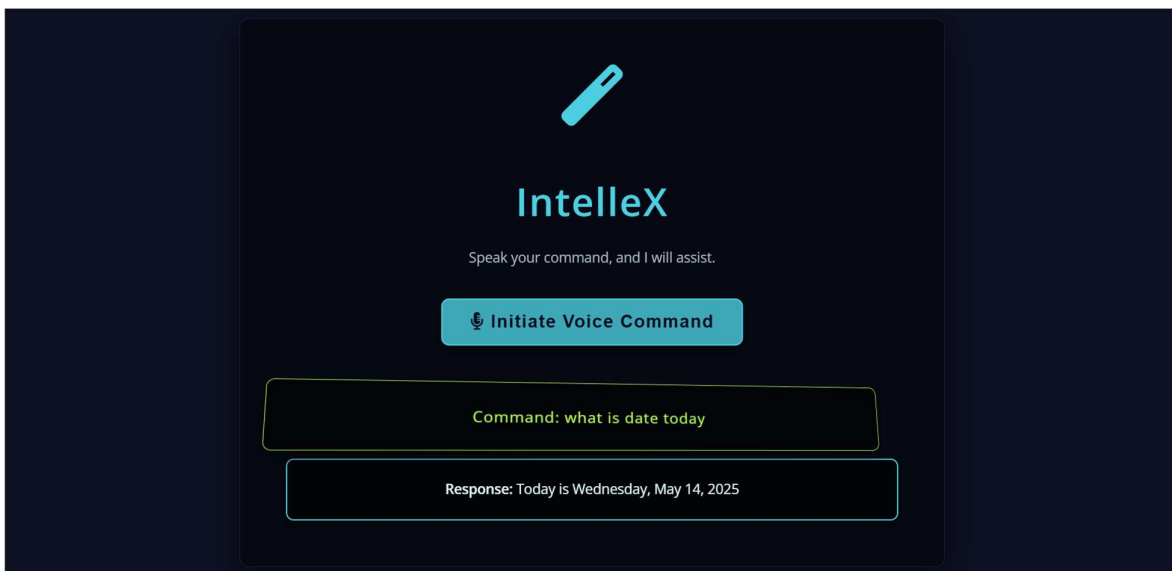 IntelleX
Speak your command, and I will assist.
Initiate Voice Command
Command: what is date today
Response: Today is Wednesday, May 14, 2025